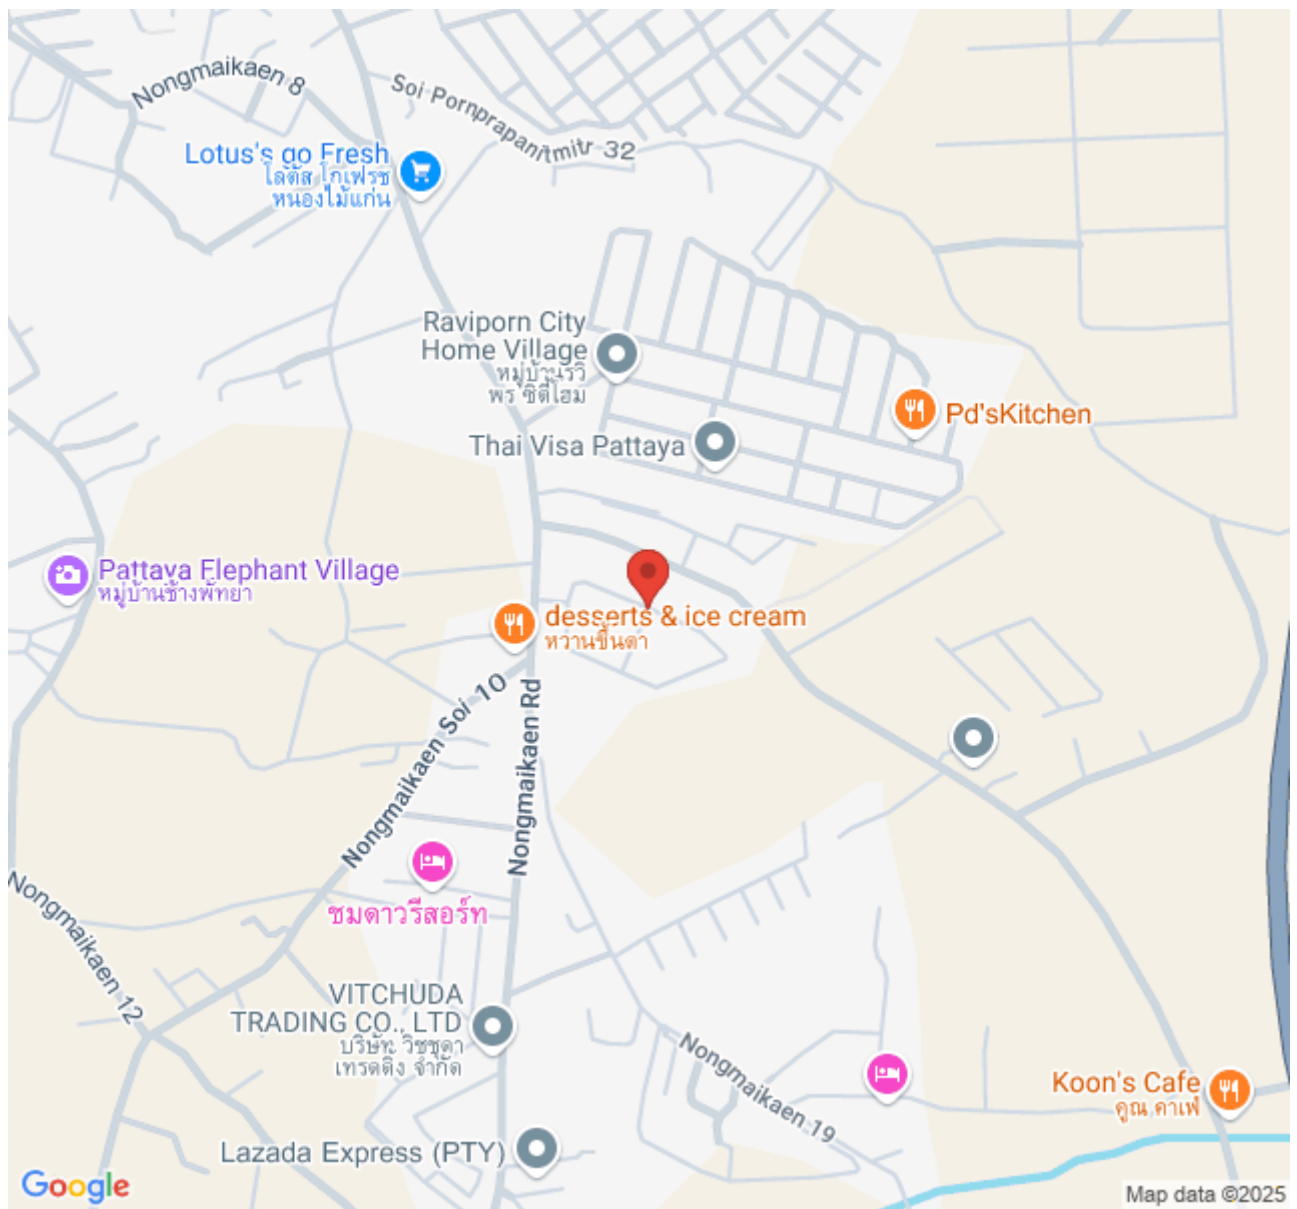 Nongmaikaen 8
Soi Pornprapanitmitr 32
Lotus's go Fresh
โลตัส โกเฟรช
หนองไม้แก่น
Raviporn City
Home Village
หมู่บ้านรวิ
พร ซิตี้โฮม
Pd'sKitchen
Thai Visa Pattaya
Pattaya Elephant Village
หมู่บ้านช้างพัทยา
desserts & ice cream
หวานขึ้นตา
Nongmaikaen Soi 10
Nongmaikaen Rd
ชมดาวรีสอร์ท
Nongmaikaen 12
VITCHUDA
TRADING CO., LTD
บริษัท วิชชุดา
เทรดดิ้ง จำกัด
Nongmaikaen 19
Koon's Cafe
คูณ คาเฟ่
Lazada Express (PTY)
Google
Map data ©2025